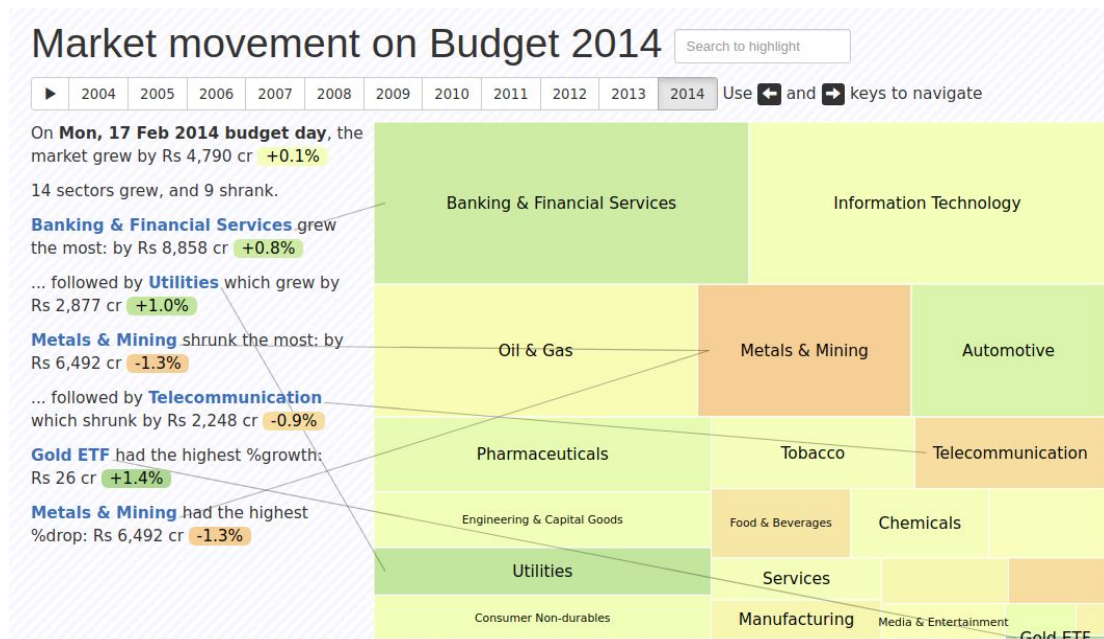 Market movement on Budget 2014
Search to highlight
2004 2005 2006 2007 2008 2009 2010 2011 2012 2013 2014 Use and keys to navigate
On Mon, 17 Feb 2014 budget day, the
market grew by Rs 4,790 cr +0.1%
14 sectors grew, and 9 shrank.
Banking & Financial Services grew
the most: by Rs 8,858 cr +0.8%
... followed by Utilities which grew by
Rs 2,877 cr +1.0%
Metals & Mining shrunk the most: by
Rs 6,492 cr -1.3%
... followed by Telecommunication
which shrunk by Rs 2,248 cr -0.9%
Gold ETF had the highest %growth:
Rs 26 cr +1.4%
Metals & Mining had the highest
%drop: Rs 6,492 cr -1.3%
Banking & Financial Services
Information Technology
Oil & Gas
Metals & Mining
Automotive
Pharmaceuticals
Tobacco
Telecommunication
Engineering & Capital Goods
Food & Beverages
Chemicals
Utilities
Services
Consumer Non-durables
Manufacturing
Media & Entertainment
Gold ETF